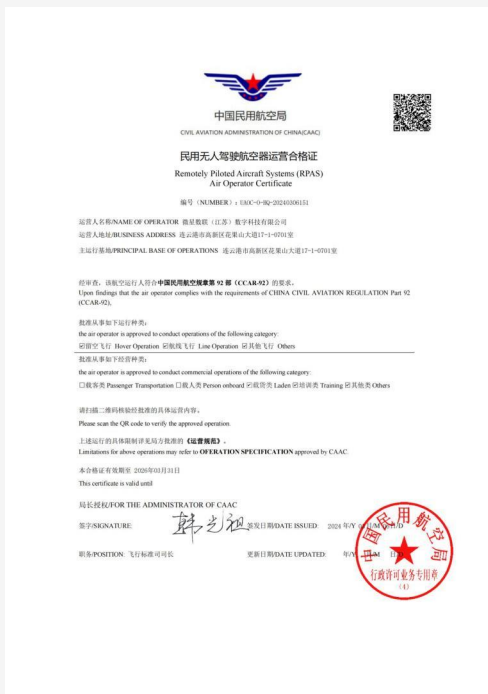 中国民用航空局
CIVIL AVIATION ADMINISTRATION OF CHINA(CAAC)
民用无人驾驶航空器运营合格证
Remotely Piloted Aircraft Systems (RPAS)
Air Operator Certificate
编号（NUMBER）：UAOC-O-HQ-20240306151
运营人名称/NAME OF OPERATOR 微星数联（江苏）数字科技有限公司
运营人地址/BUSINESS ADDRESS 连云港市高新区花果山大道17-1-0701室
主运行基地/PRINCIPAL BASE OF OPERATIONS 连云港市高新区花果山大道17-1-0701室
经审查，该航空运行人符合中国民用航空规章第92部（CCAR-92）的要求。
Upon findings that the air operator complies with the requirements of CHINA CIVIL AVIATION REGULATION Part 92
(CCAR-92),
批准从事如下运行种类：
the air operator is approved to conduct operations of the following category:
☑留空飞行 Hover Operation ☑航线飞行 Line Operation ☑其他飞行 Others
批准从事如下经营种类：
the air operator is approved to conduct commercial operations of the following category:
☐载客类 Passenger Transportation ☐载人类 Person onboard ☑载货类 Laden ☑培训类 Training ☑其他类 Others
请扫描二维码核验经批准的具体运营内容。
Please scan the QR code to verify the approved operation.
上述运行的具体限制详见局方批准的《运营规范》。
Limitations for above operations may refer to OFERATION SPECIFICATION approved by CAAC.
本合格证有效期至 2026年03月31日
This certificate is valid until
局长授权/FOR THE ADMINISTRATOR OF CAAC
签字/SIGNATURE: 韩光祖 签发日期/DATE ISSUED: 2024 年/Y 月/M 日/D
职务/POSITION: 飞行标准司司长 更新日期/DATE UPDATED: 年/Y 月/M 日/D
中国民用航空局
行政许可业务专用章
（4）